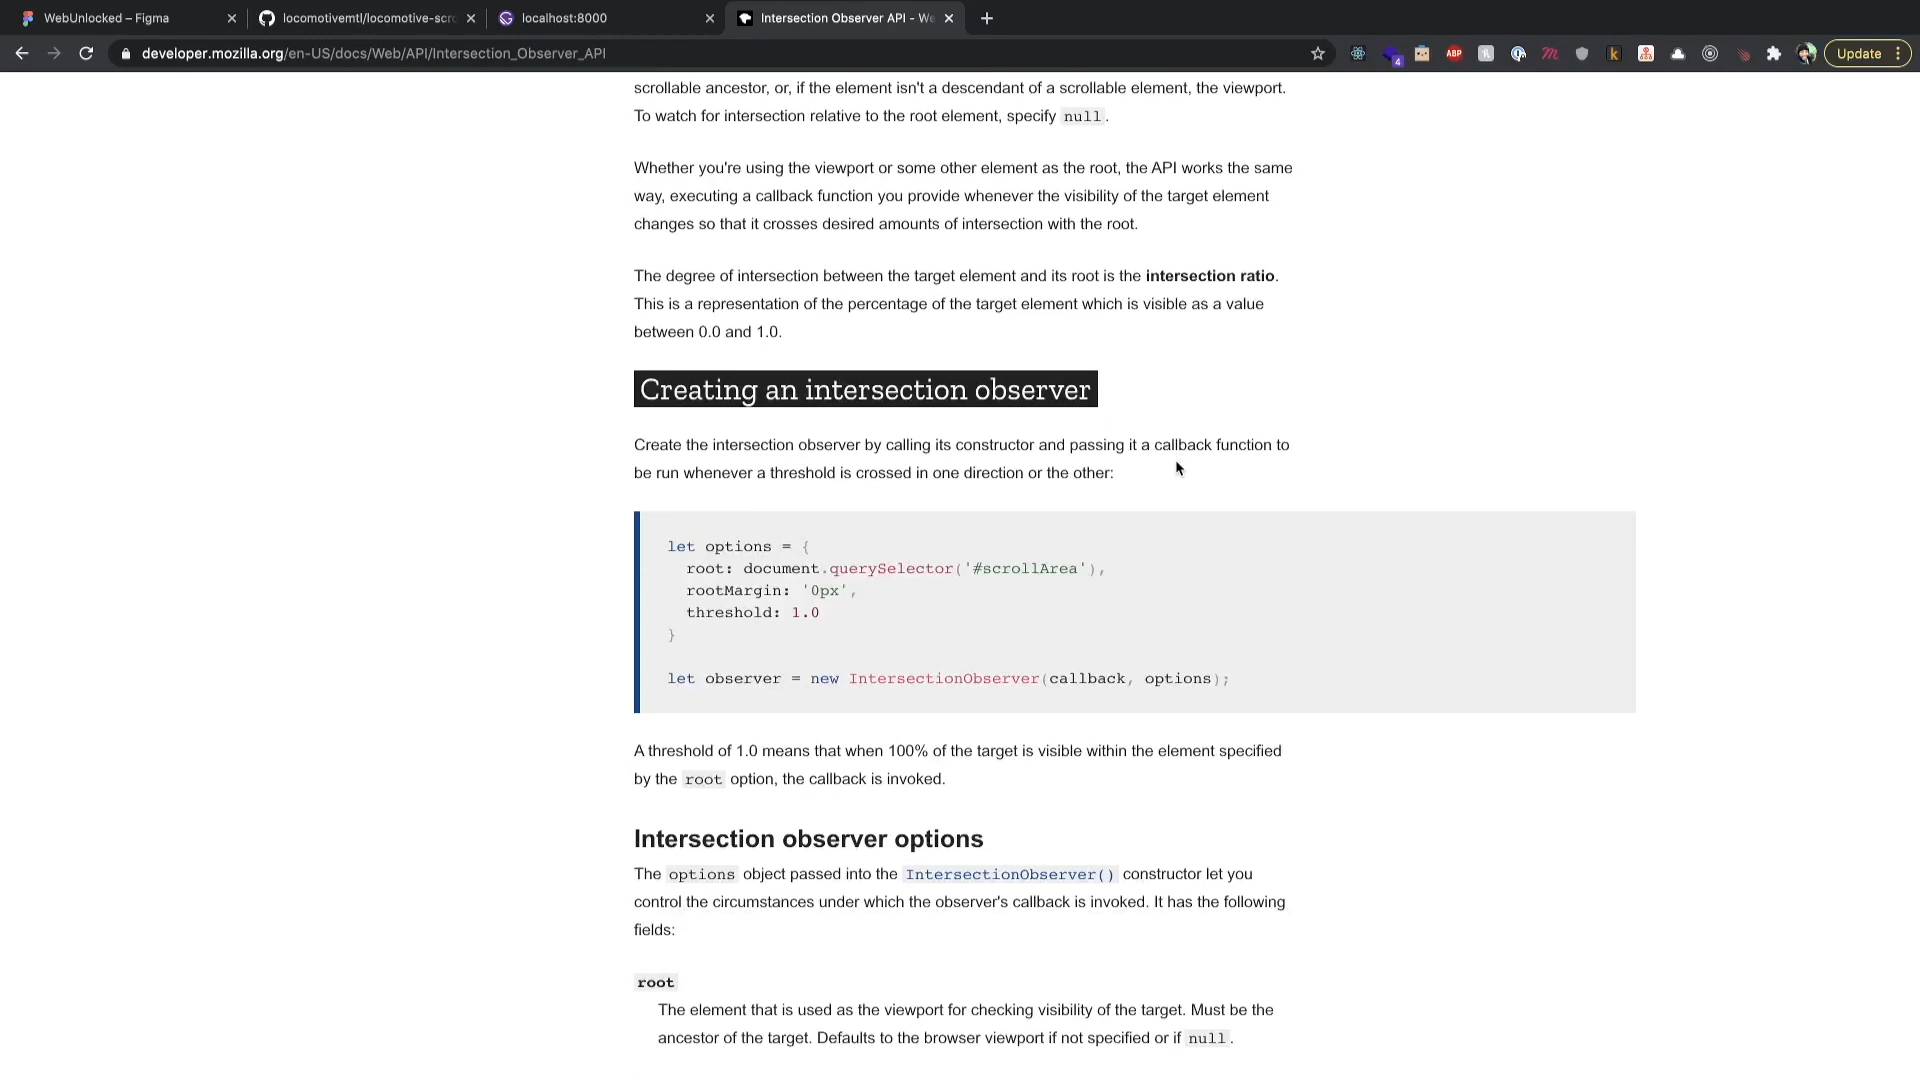 WebUnlocked – Figma
locomotivemtl/locomotive-scro
localhost:8000
Intersection Observer API - We
developer.mozilla.org/en-US/docs/Web/API/Intersection_Observer_API
4
ABP
k
Update
scrollable ancestor, or, if the element isn't a descendant of a scrollable element, the viewport.
To watch for intersection relative to the root element, specify null.
Whether you're using the viewport or some other element as the root, the API works the same
way, executing a callback function you provide whenever the visibility of the target element
changes so that it crosses desired amounts of intersection with the root.
The degree of intersection between the target element and its root is the intersection ratio.
This is a representation of the percentage of the target element which is visible as a value
between 0.0 and 1.0.
Creating an intersection observer
Create the intersection observer by calling its constructor and passing it a callback function to
be run whenever a threshold is crossed in one direction or the other:
let options = {
root: document.querySelector('#scrollArea'),
rootMargin: '0px',
threshold: 1.0
}
let observer = new IntersectionObserver(callback, options);
A threshold of 1.0 means that when 100% of the target is visible within the element specified
by the root option, the callback is invoked.
Intersection observer options
The options object passed into the IntersectionObserver() constructor let you
control the circumstances under which the observer's callback is invoked. It has the following
fields:
root
The element that is used as the viewport for checking visibility of the target. Must be the
ancestor of the target. Defaults to the browser viewport if not specified or if null.